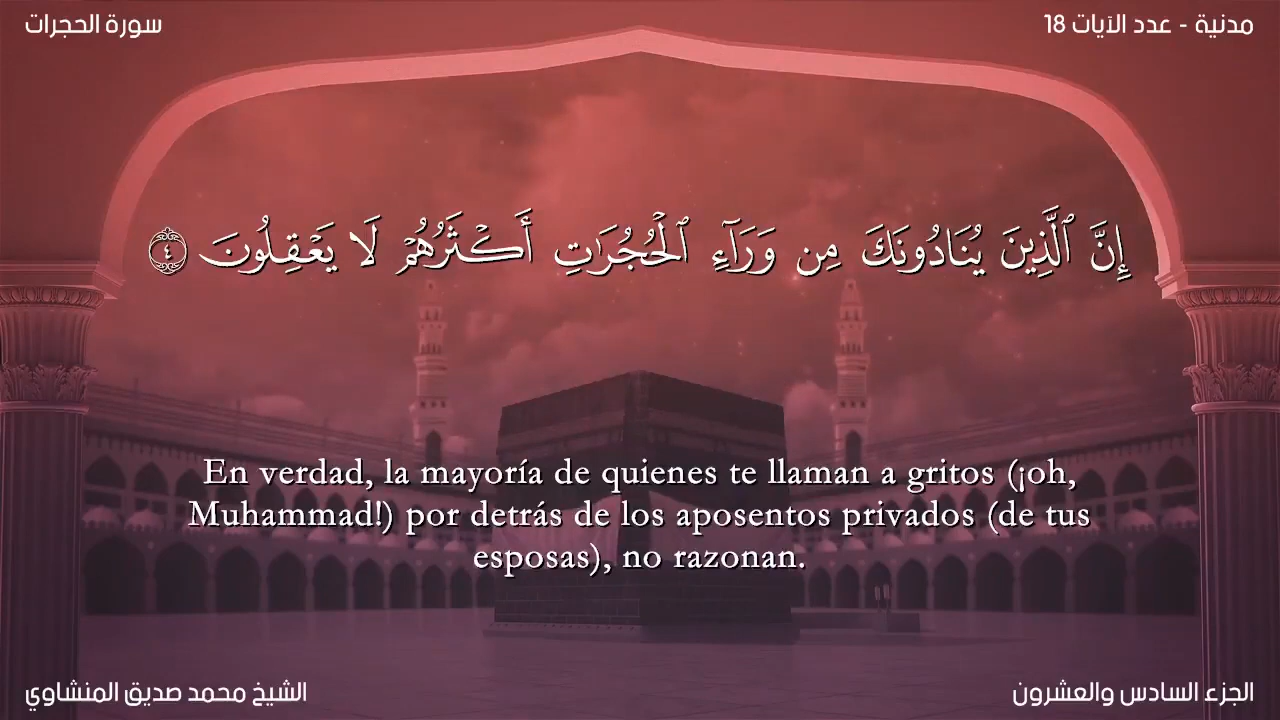 سورة الحجرات
مدنية - عدد الآيات 18
إِنَّ ٱلَّذِينَ يُنَادُونَكَ مِن وَرَآءِ ٱلْحُجُرَٰتِ أَكْثَرُهُمْ لَا يَعْقِلُونَ ٤
En verdad, la mayoría de quienes te llaman a gritos (¡oh,
Muhammad!) por detrás de los aposentos privados (de tus
esposas), no razonan.
الشيخ محمد صديق المنشاوي
الجزء السادس والعشرون